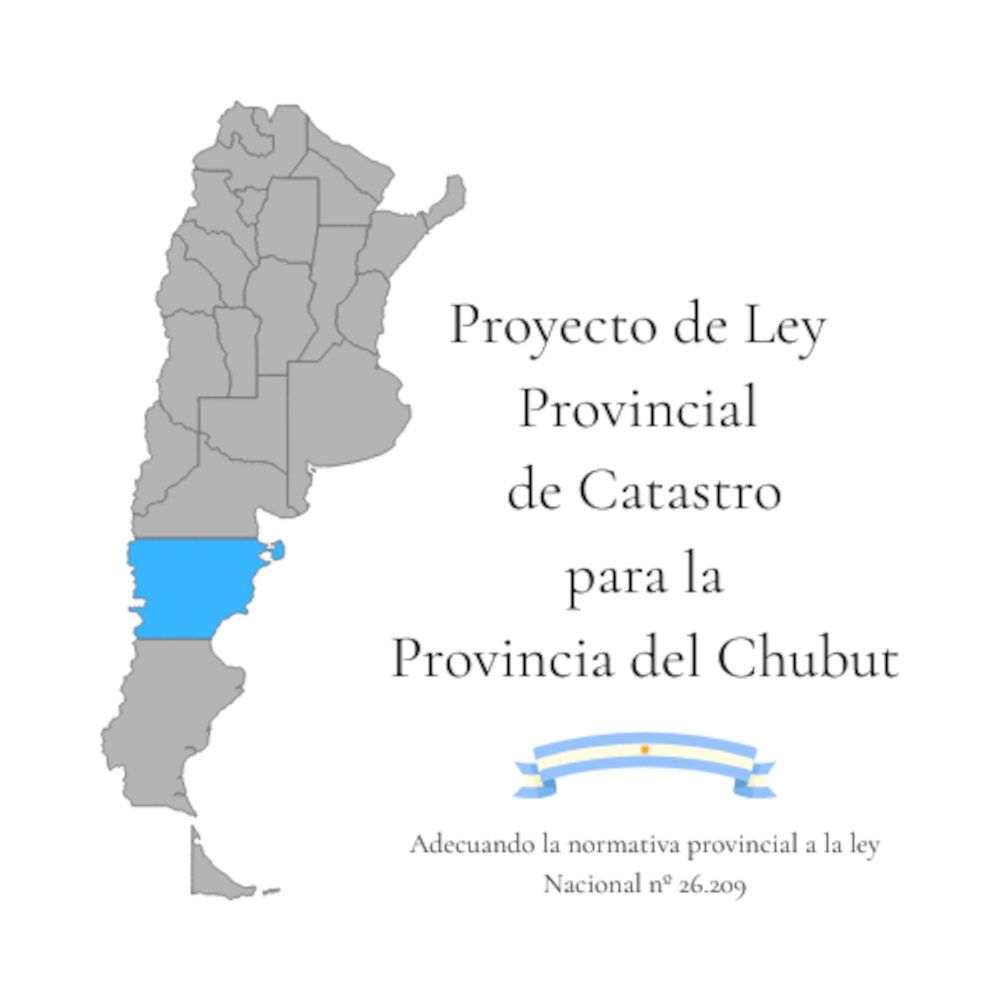 Proyecto de Ley
Provincial
de Catastro
para la
Provincia del Chubut
Adecuando la normativa provincial a la ley
Nacional nº 26.209